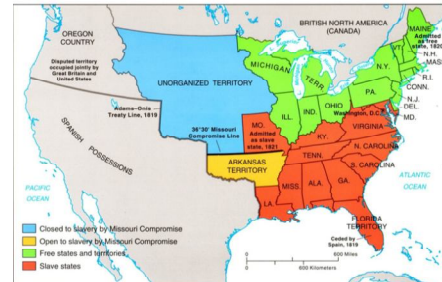 BRITISH NORTH AMERICA
(CANADA)
OREGON
COUNTRY
Disputed territory
occupied jointly by
Great Britain and
United States
UNORGANIZED TERRITORY
MICHIGAN
TERR.
MAINE
Admitted
as free
state, 1820
VT.
N.H.
MASS.
N.Y.
R.I.
CONN.
PA.
N.J.
DEL.
MD.
Adams-Onís
Treaty Line, 1819
36°30' Missouri
Compromise Line
MO.
Admitted
as slave
state, 1821
ILL.
IND.
OHIO
Washington, D.C.
VIRGINIA
KY.
N. CAROLINA
TENN.
S. CAROLINA
ARKANSAS
TERRITORY
SPANISH POSSESSIONS
MISS.
ALA.
GA.
LA.
PACIFIC
OCEAN
ATLANTIC
OCEAN
FLORIDA
TERRITORY
Ceded by
Spain, 1819
Closed to Slavery by Missouri Compromise
Open to slavery by Missouri Compromise
Free states and territories
Slave states
0
600 Miles
0
600 Kilometers